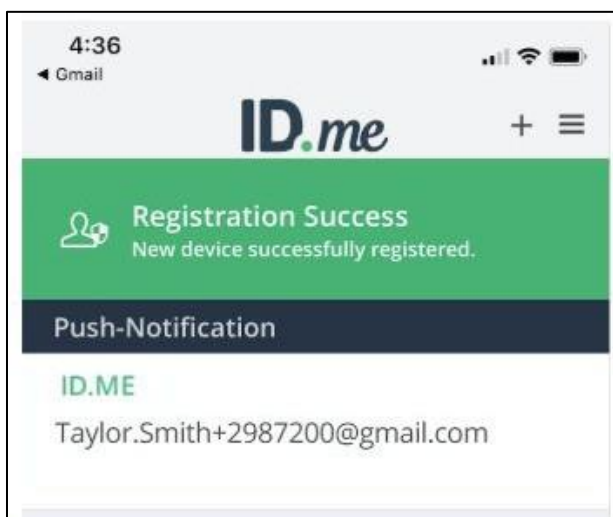 4:36
◄ Gmail
ID.me
+ ≡
Registration Success
New device successfully registered.
Push-Notification
ID.ME
Taylor.Smith+2987200@gmail.com